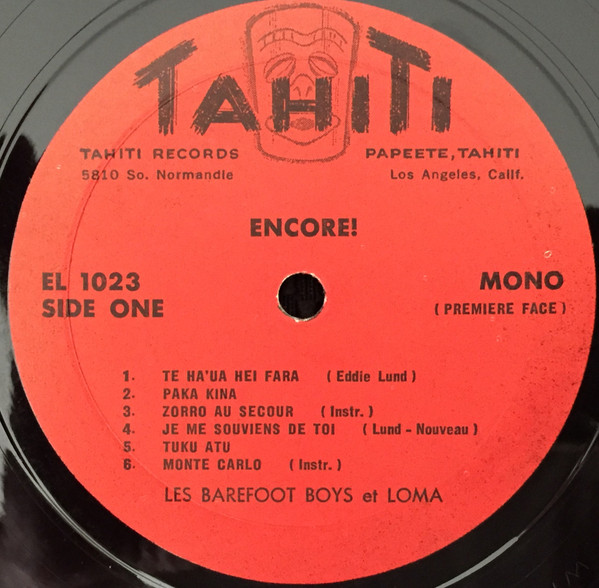 TAHITI
TAHITI RECORDS PAPEETE, TAHITI
5810 So. Normandie Los Angeles, Calif.
ENCORE!
EL 1023 MONO
SIDE ONE (PREMIERE FACE)
1. TE HA'UA HEI FARA (Eddie Lund)
2. PAKA KINA
3. ZORRO AU SECOUR (Instr.)
4. JE ME SOUVIENS DE TOI (Lund - Nouveau)
5. TUKU ATU
6. MONTE CARLO (Instr.)
LES BAREFOOT BOYS et LOMA